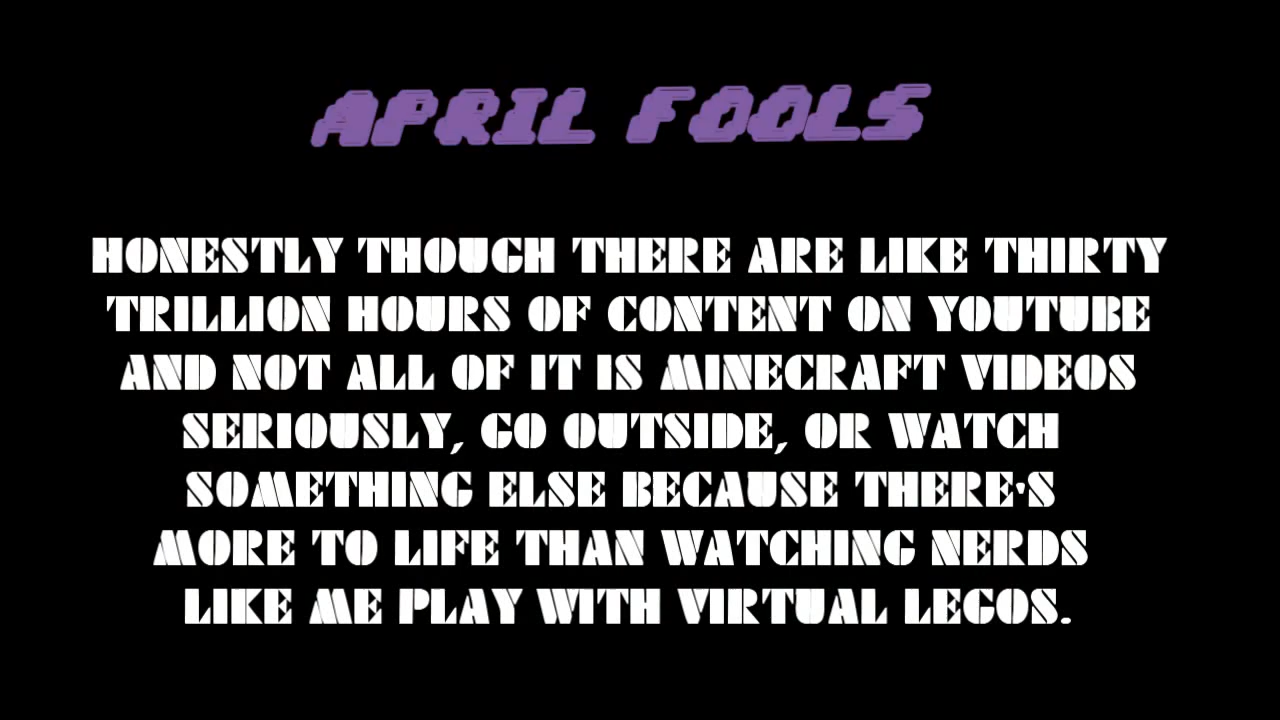 APRIL FOOLS
HONESTLY THOUGH THERE ARE LIKE THIRTY
TRILLION HOURS OF CONTENT ON YOUTUBE
AND NOT ALL OF IT IS MINECRAFT VIDEOS
SERIOUSLY, GO OUTSIDE, OR WATCH
SOMETHING ELSE BECAUSE THERE'S
MORE TO LIFE THAN WATCHING NERDS
LIKE ME PLAY WITH VIRTUAL LEGOS.